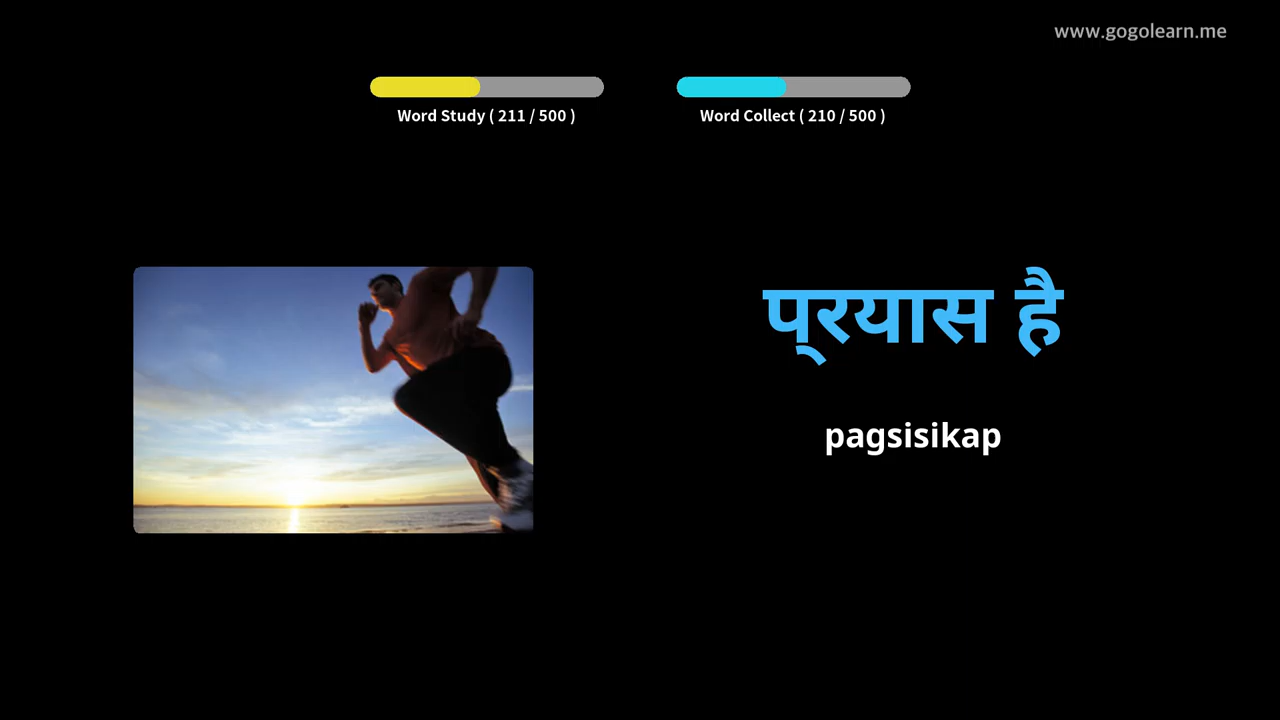 www.gogolearn.me
Word Study ( 211 / 500 )
Word Collect ( 210 / 500 )
प्रयास है
pagsisikap